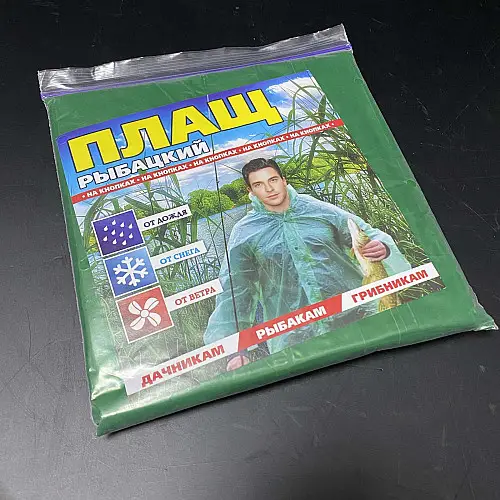 ПЛАЩ
РЫБАЦКИЙ
• НА КНОПКАХ • НА КНОПКАХ • НА КНОПКАХ • НА КНОПКАХ • НА КНОПКАХ •
ОТ ДОЖДЯ
ОТ СНЕГА
ОТ ВЕТРА
ДАЧНИКАМ РЫБАКАМ ГРИБНИКАМ